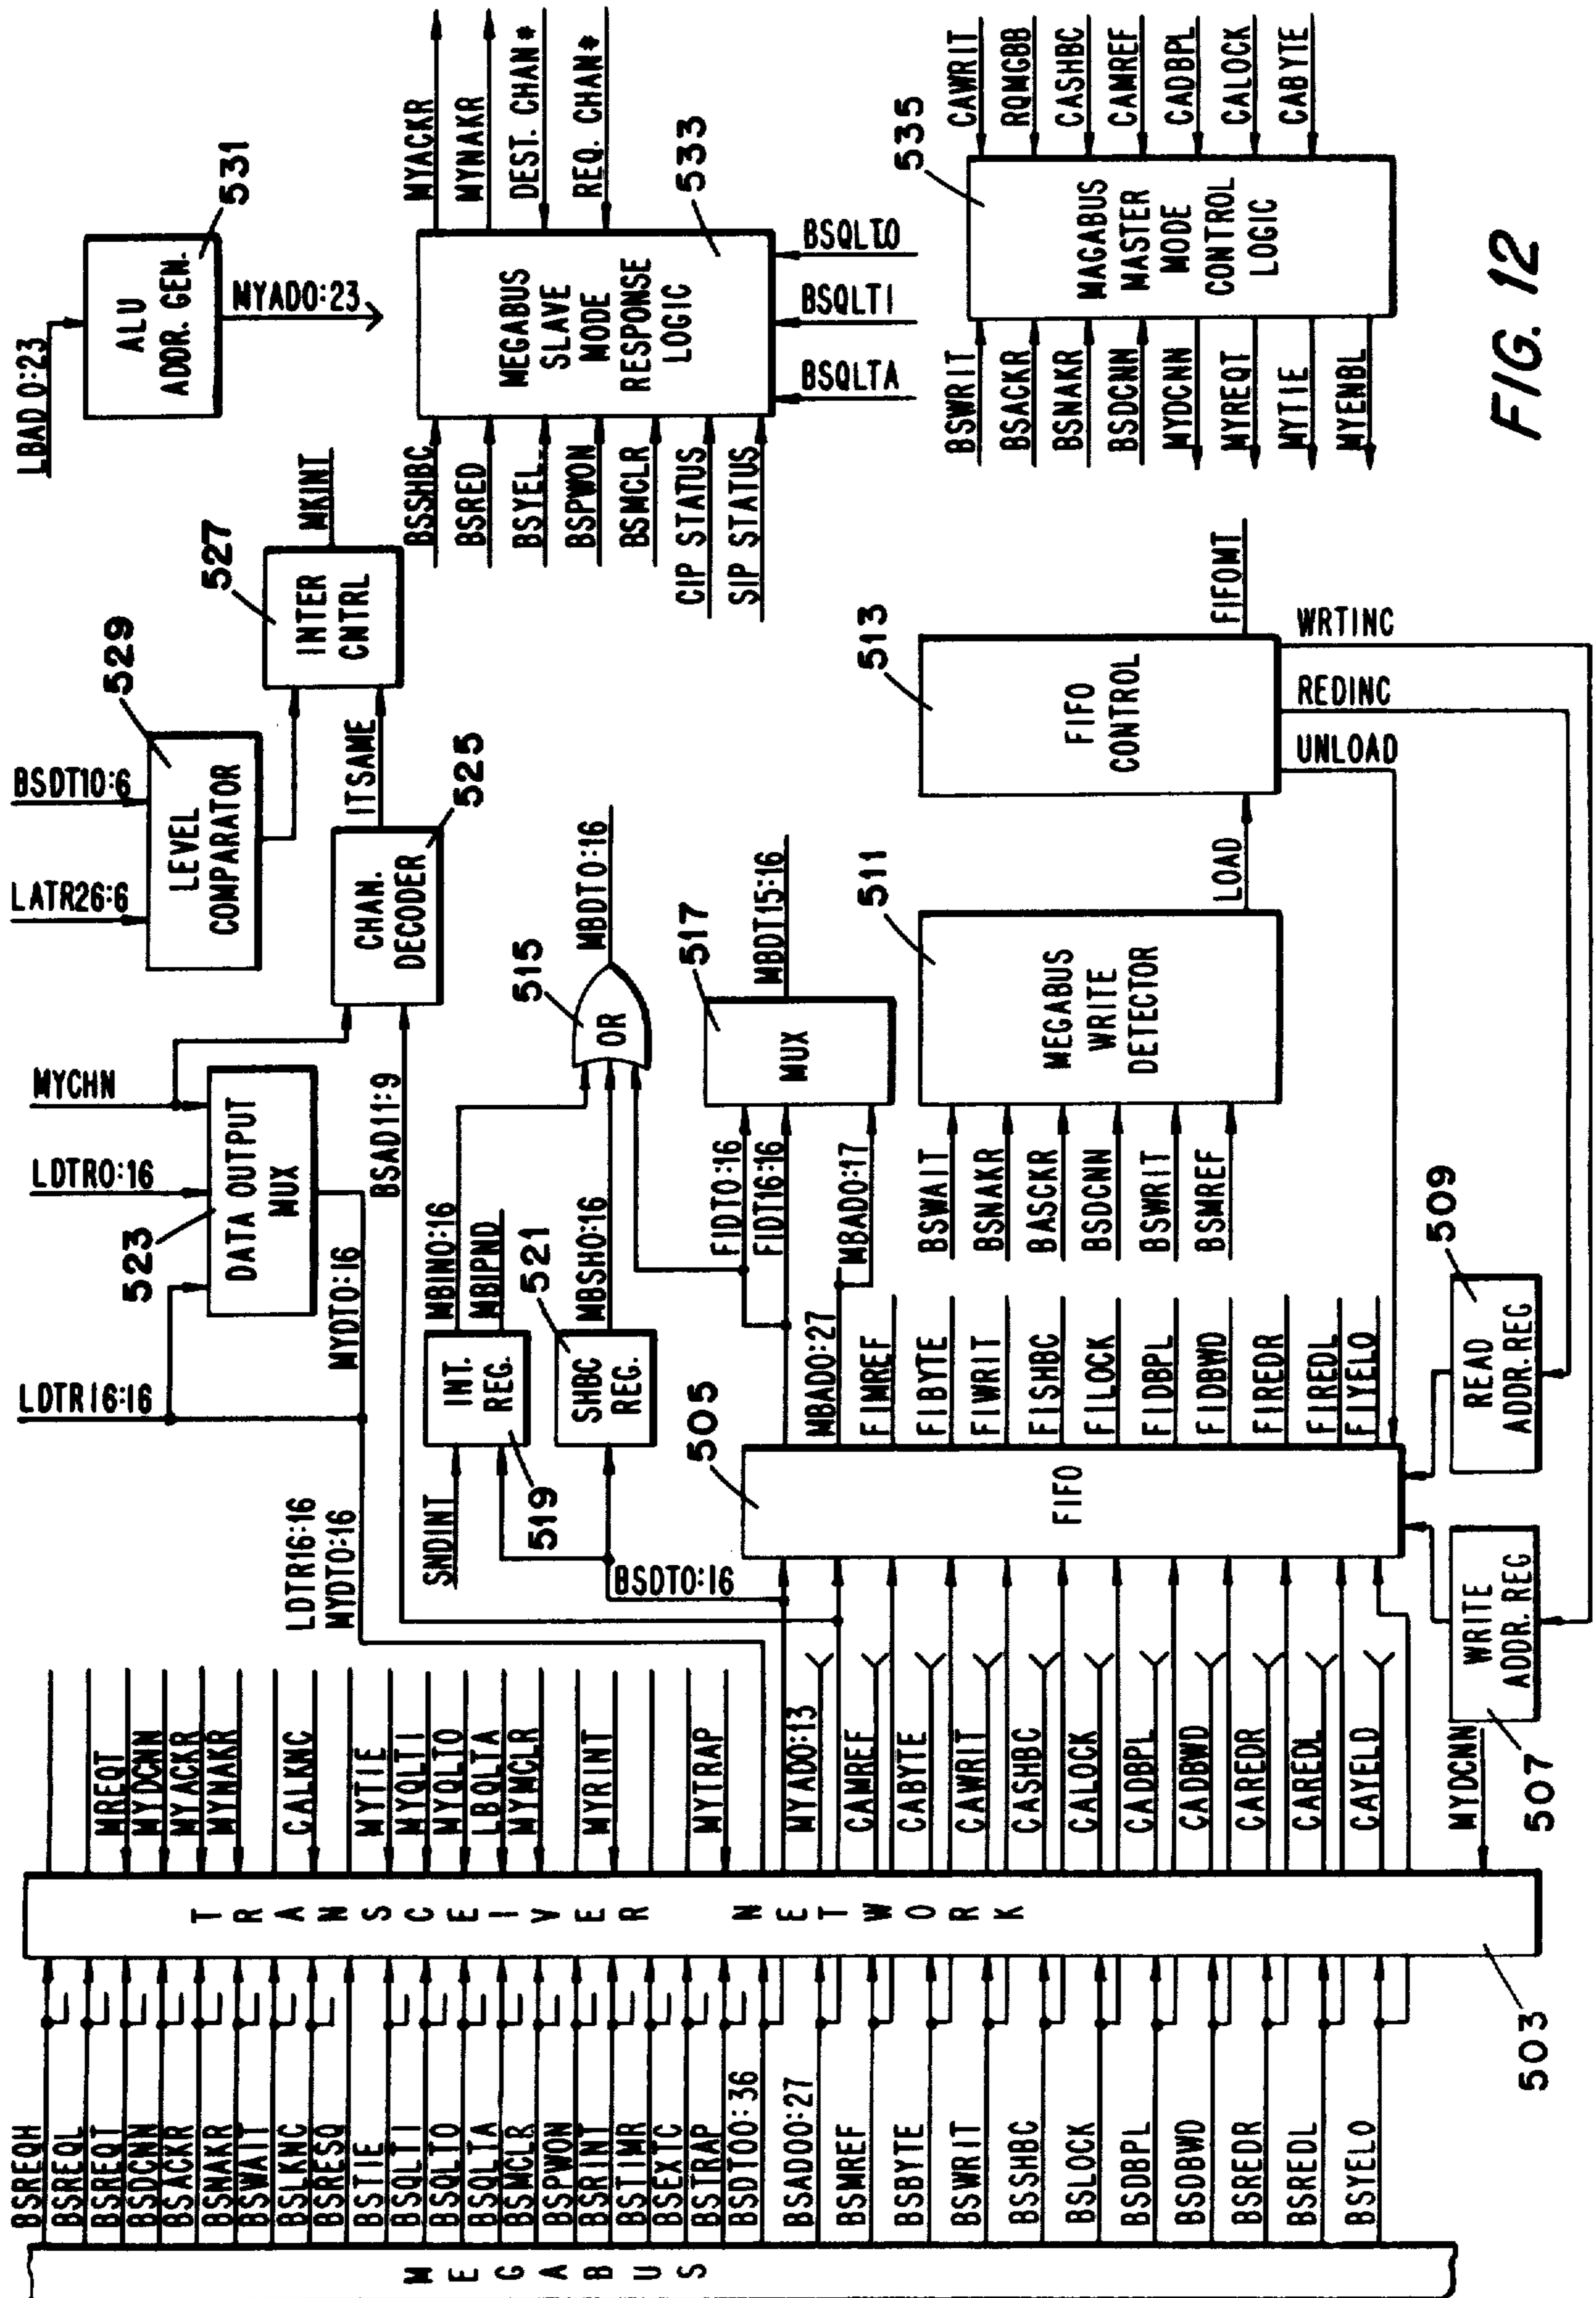 MEGABUS
BSREQH
BSREQL
BSREQT
BSDCNN
BSACKR
BSNAKR
BSWAIT
BSLKNC
BSRESQ
BSTIE
BSQLTI
BSQLTO
BSQLTA
BSMCLR
BSPWON
BSRINT
BSTIMR
BSEXTC
BSTRAP
BSDT00:36
BSAD00:27
BSMREF
BSBYTE
BSWRIT
BSSHBC
BSLOCK
BSDBPL
BSDBWD
BSREDR
BSREDL
BSYELO
TRANSCEIVER NETWORK
503
MREQT
MYDCNN
MYACKR
MYNAKR
CALKNC
MYTIE
MYQLTI
MYQLTO
LBQLTA
MYMCLR
MYRINT
MYTRAP
MYAD0:13
CAMREF
CABYTE
CAWRIT
CASHBC
CALOCK
CADBPL
CADBWD
CAREDR
CAREDL
CAYELD
MYDCNN
507
WRITE
ADDR. REG
READ
ADDR. REG
509
LDTR16:16
MYDT0:16
BSDT0:16
FIFO
505
MBAD0:27
FIMREF
FIBYTE
FIWRIT
FISHBC
FILOCK
FIDBPL
FIDBWD
FIREDR
FIREDL
FIYELO
LDTR16:16
LDTR0:16
MYCHN
DATA OUTPUT
MUX
523
MYDT0:16
BSAD11:9
SNDINT
INT.
REG.
519
MBIN0:16
MBIPND
SHBC
REG.
521
MBSH0:16
OR
515
MBDT0:16
FIDT0:16
FIDT16:16
MBAD0:17
MUX
517
MBDT15:16
BSWAIT
BSNAKR
BASCKR
BSDCNN
BSWRIT
BSMREF
MEGABUS
WRITE
DETECTOR
511
LOAD
FIFO
CONTROL
513
FIFOMT
WRTINC
REDINC
UNLOAD
LATR26:6
BSDT10:6
LEVEL
COMPARATOR
529
CHAN.
DECODER
525
ITSAME
INTER
CNTRL
527
MKINT
LBAD0:23
ALU
ADDR. GEN.
531
MYAD0:23
BSSHBC
BSRED
BSYEL
BSPWON
BSMCLR
CIP STATUS
SIP STATUS
MEGABUS
SLAVE
MODE
RESPONSE
LOGIC
533
MYACKR
MYNAKR
DEST. CHAN*
REQ. CHAN*
BSQLTA
BSQLTI
BSQLTO
BSWRIT
BSACKR
BSNAKR
BSDCNN
MYDCNN
MYREQT
MYTIE
MYENBL
MAGABUS
MASTER
MODE
CONTROL
LOGIC
535
CAWRIT
RQMGBB
CASHBC
CAMREF
CADBPL
CALOCK
CABYTE
FIG. 12